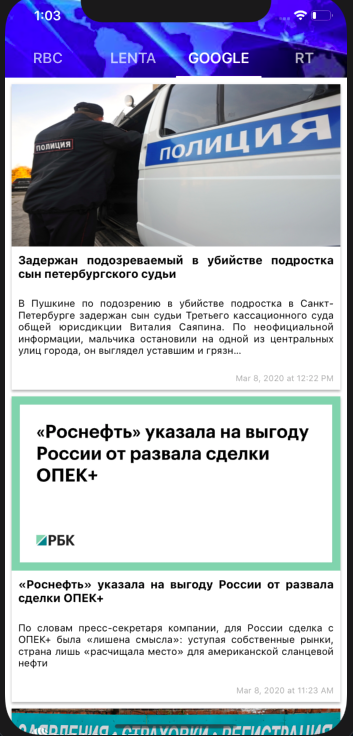 1:03
RBC LENTA GOOGLE RT
ПОЛИЦИЯ
ПОЛИЦИЯ
Задержан подозреваемый в убийстве подростка
сын петербургского судьи
В Пушкине по подозрению в убийстве подростка в Санкт-
Петербурге задержан сын судьи Третьего кассационного суда
общей юрисдикции Виталия Саяпина. По неофициальной
информации, мальчика остановили на одной из центральных
улиц города, он выглядел уставшим и грязн...
Mar 8, 2020 at 12:22 PM
«Роснефть» указала на выгоду
России от развала сделки
ОПЕК+
РБК
«Роснефть» указала на выгоду России от развала
сделки ОПЕК+
По словам пресс-секретаря компании, для России сделка с
ОПЕК+ была «лишена смысла»: уступая собственные рынки,
страна лишь «расчищала место» для американской сланцевой
нефти
Mar 8, 2020 at 11:23 AM
ЗАЯВЛЕНИЯ • СТРАХОВКИ • РЕГИСТРАЦИЯ